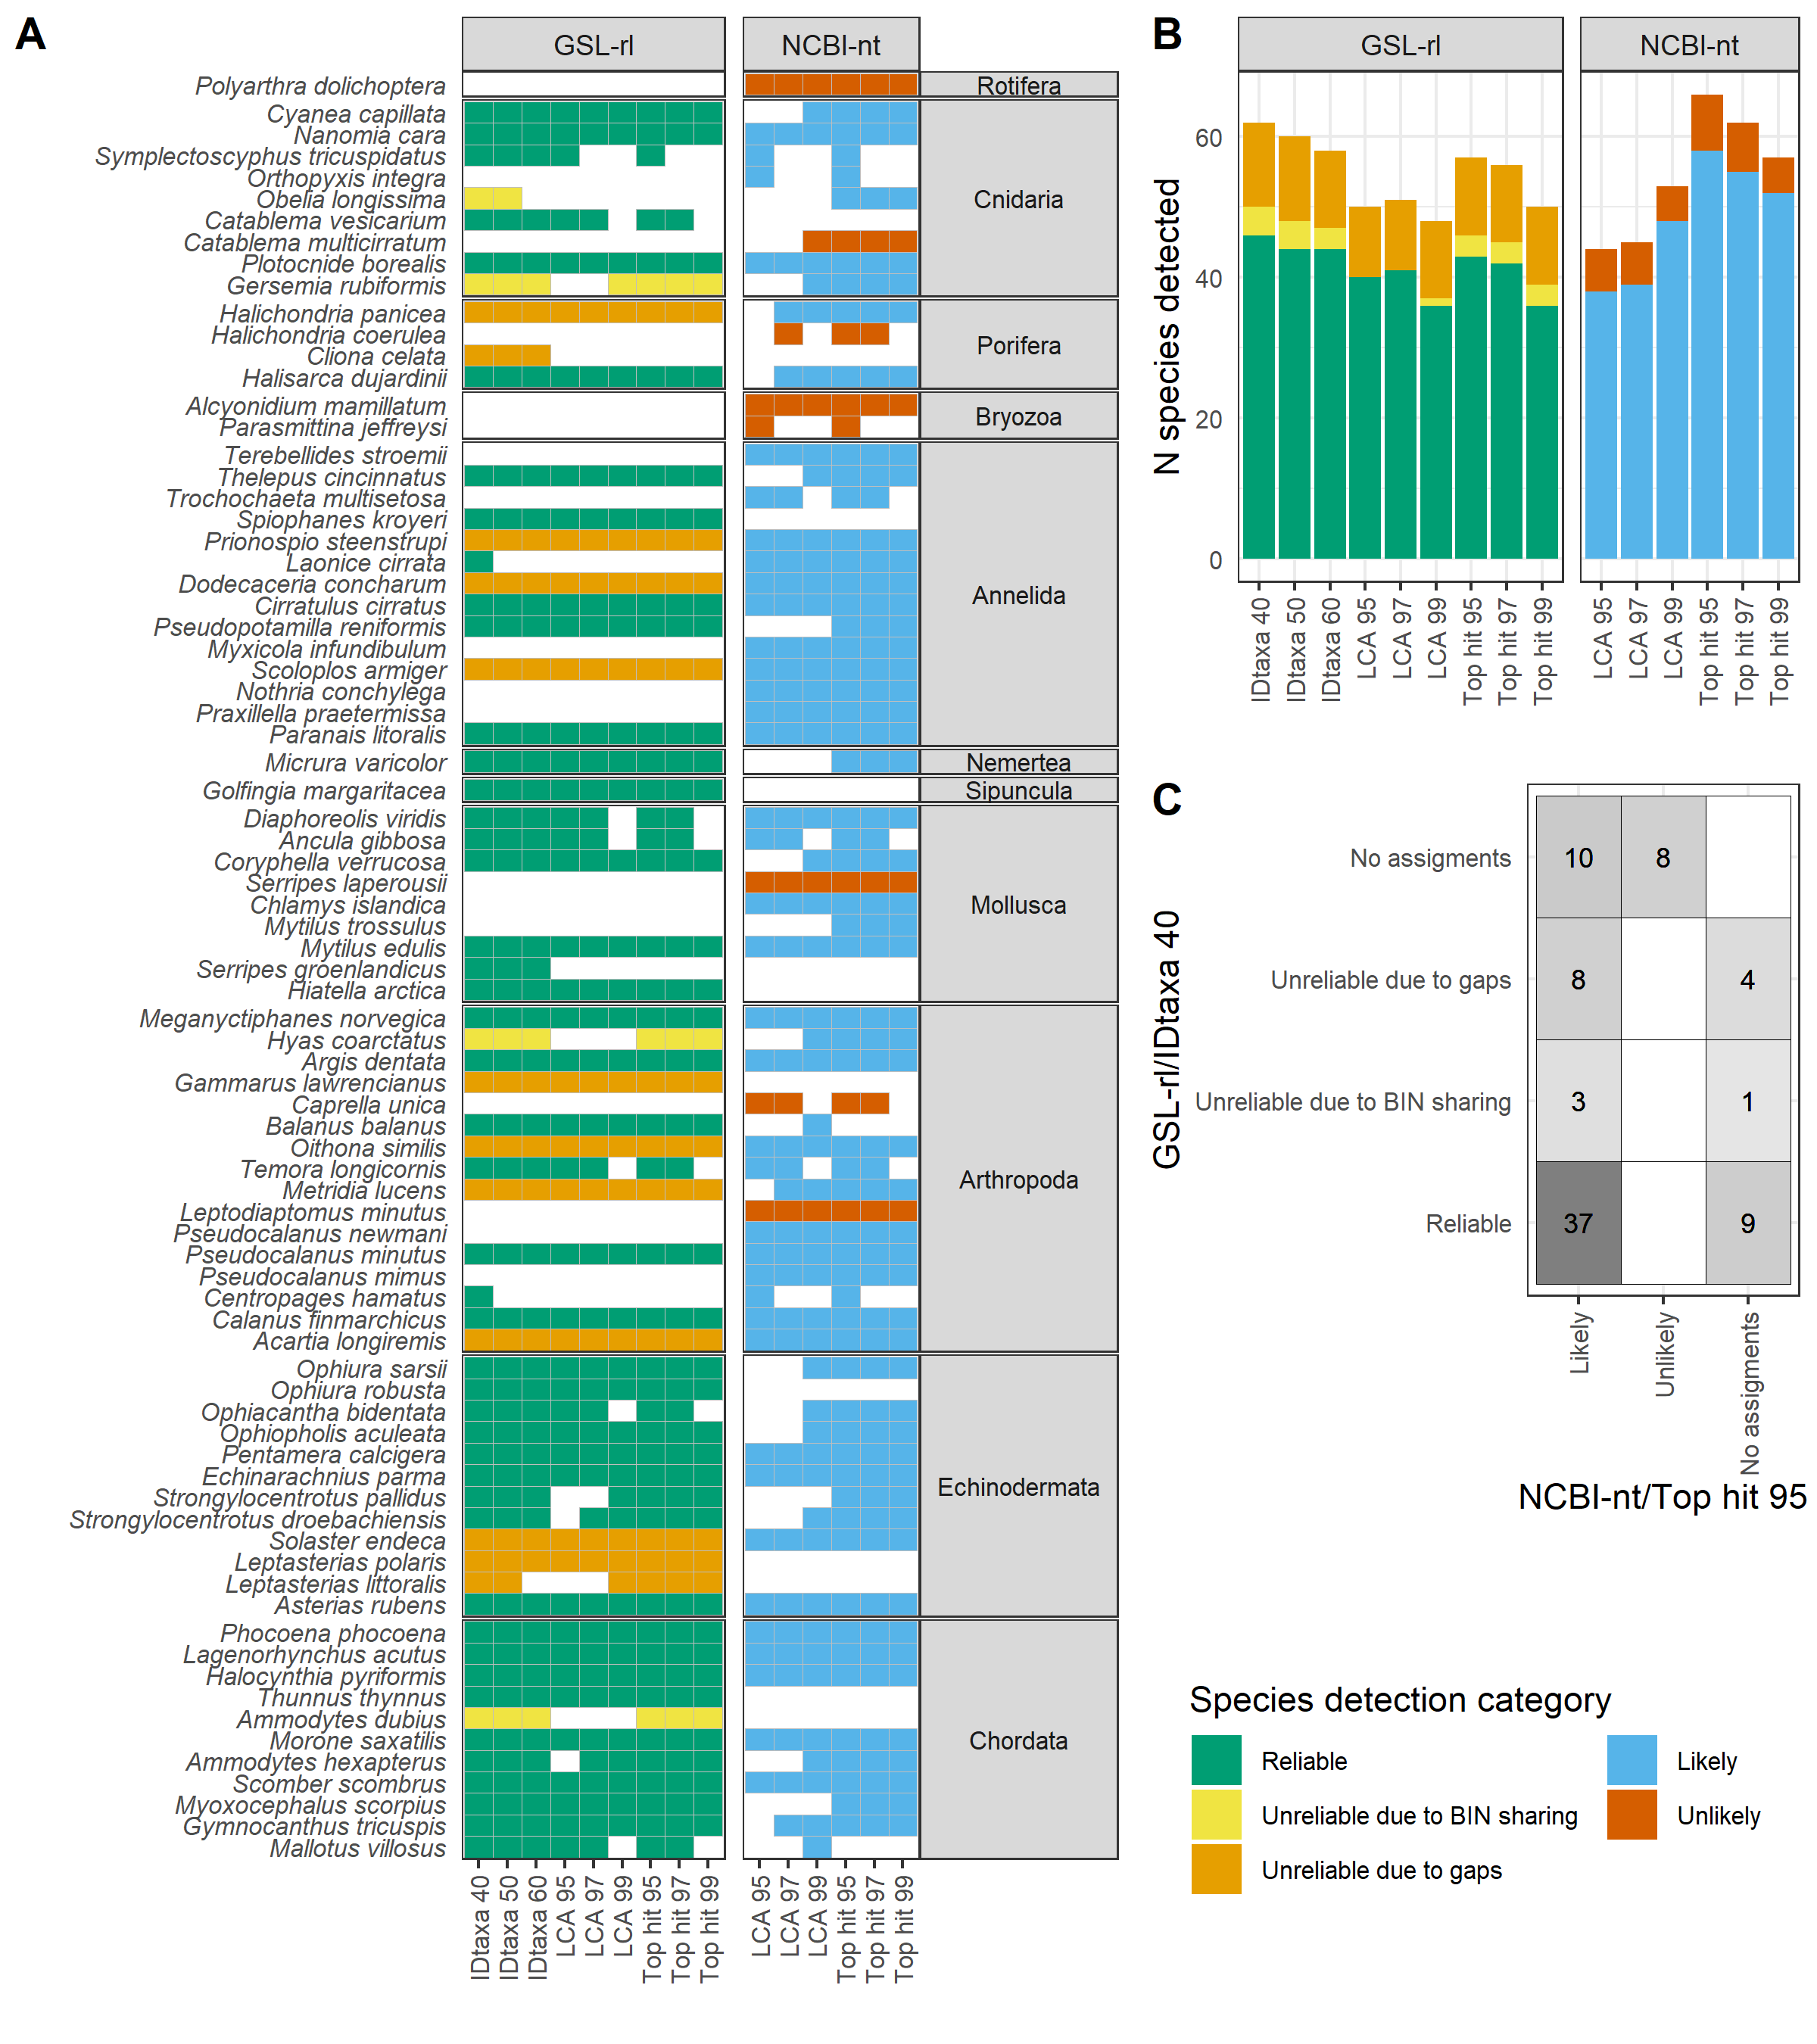 A
GSL-rl
NCBI-nt
Polyarthra dolichoptera
Rotifera
Cyanea capillata
Nanomia cara
Symplectoscyphus tricuspidatus
Orthopyxis integra
Obelia longissima
Catablema vesicarium
Catablema multicirratum
Plotocnide borealis
Gersemia rubiformis
Cnidaria
Halichondria panicea
Halichondria coerulea
Cliona celata
Halisarca dujardinii
Porifera
Alcyonidium mamillatum
Parasmittina jeffreysi
Bryozoa
Terebellides stroemii
Thelepus cincinnatus
Trochochaeta multisetosa
Spiophanes kroyeri
Prionospio steenstrupi
Laonice cirrata
Dodecaceria concharum
Cirratulus cirratus
Pseudopotamilla reniformis
Myxicola infundibulum
Scoloplos armiger
Nothria conchylega
Praxillella praetermissa
Paranais litoralis
Annelida
Micrura varicolor
Nemertea
Golfingia margaritacea
Sipuncula
Diaphoreolis viridis
Ancula gibbosa
Coryphella verrucosa
Serripes laperousii
Chlamys islandica
Mytilus trossulus
Mytilus edulis
Serripes groenlandicus
Hiatella arctica
Mollusca
Meganyctiphanes norvegica
Hyas coarctatus
Argis dentata
Gammarus lawrencianus
Caprella unica
Balanus balanus
Oithona similis
Temora longicornis
Metridia lucens
Leptodiaptomus minutus
Pseudocalanus newmani
Pseudocalanus minutus
Pseudocalanus mimus
Centropages hamatus
Calanus finmarchicus
Acartia longiremis
Arthropoda
Ophiura sarsii
Ophiura robusta
Ophiacantha bidentata
Ophiopholis aculeata
Pentamera calcigera
Echinarachnius parma
Strongylocentrotus pallidus
Strongylocentrotus droebachiensis
Solaster endeca
Leptasterias polaris
Leptasterias littoralis
Asterias rubens
Echinodermata
Phocoena phocoena
Lagenorhynchus acutus
Halocynthia pyriformis
Thunnus thynnus
Ammodytes dubius
Morone saxatilis
Ammodytes hexapterus
Scomber scombrus
Myoxocephalus scorpius
Gymnocanthus tricuspis
Mallotus villosus
Chordata
IDtaxa 40
IDtaxa 50
IDtaxa 60
LCA 95
LCA 97
LCA 99
Top hit 95
Top hit 97
Top hit 99
LCA 95
LCA 97
LCA 99
Top hit 95
Top hit 97
Top hit 99
B
GSL-rl
NCBI-nt
N species detected
60
40
20
0
IDtaxa 40
IDtaxa 50
IDtaxa 60
LCA 95
LCA 97
LCA 99
Top hit 95
Top hit 97
Top hit 99
LCA 95
LCA 97
LCA 99
Top hit 95
Top hit 97
Top hit 99
C
GSL-rl/IDtaxa 40
No assigments
10
8
Unreliable due to gaps
8
4
Unreliable due to BIN sharing
3
1
Reliable
37
9
Likely
Unlikely
No assigments
NCBI-nt/Top hit 95
Species detection category
Reliable
Unreliable due to BIN sharing
Unreliable due to gaps
Likely
Unlikely